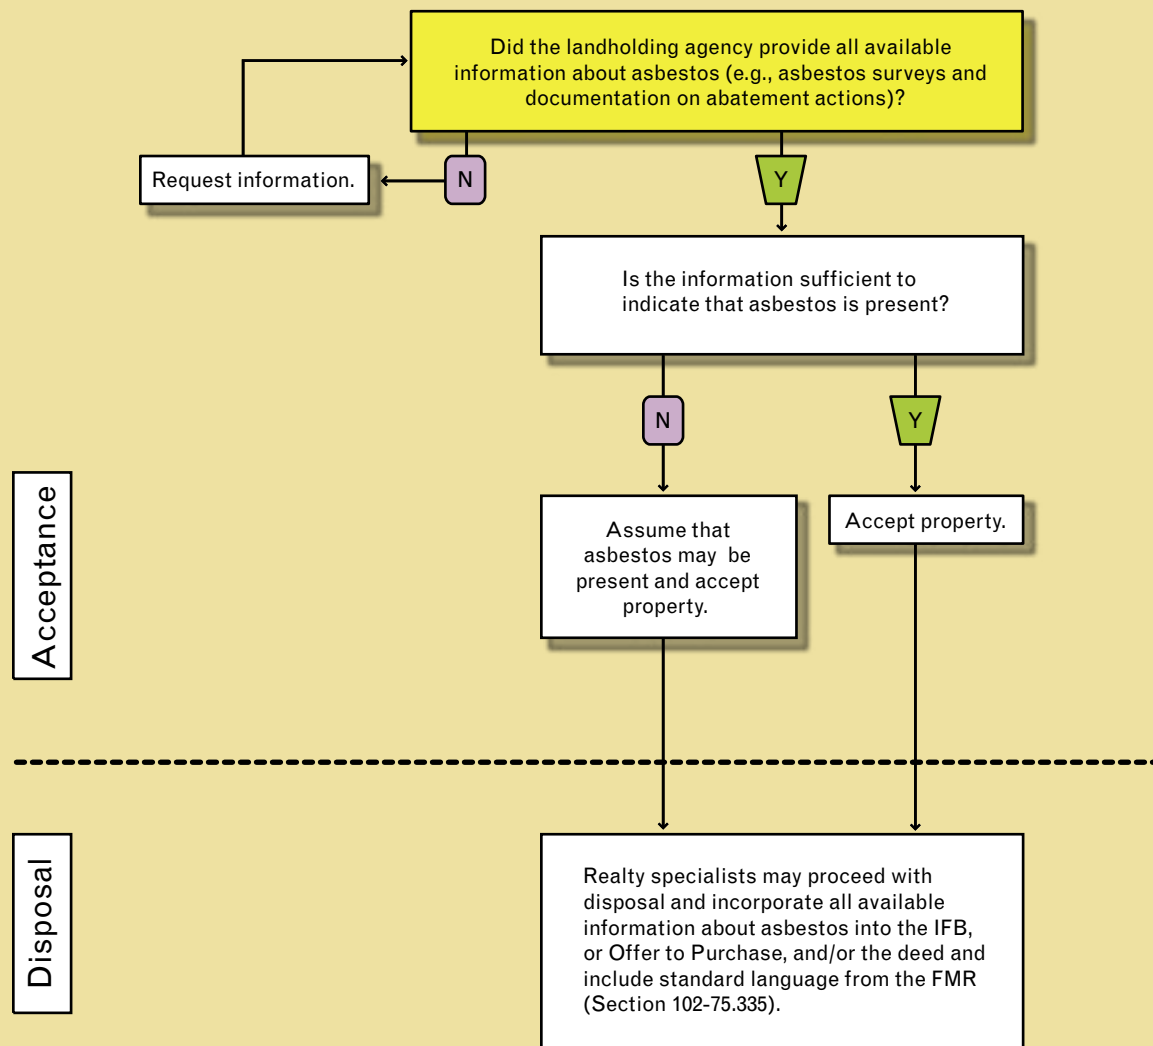 Did the landholding agency provide all available
information about asbestos (e.g., asbestos surveys and
documentation on abatement actions)?
Request information.
N
Y
Is the information sufficient to
indicate that asbestos is present?
N
Y
Acceptance
Assume that
asbestos may be
present and accept
property.
Accept property.
Disposal
Realty specialists may proceed with
disposal and incorporate all available
information about asbestos into the IFB,
or Offer to Purchase, and/or the deed and
include standard language from the FMR
(Section 102-75.335).